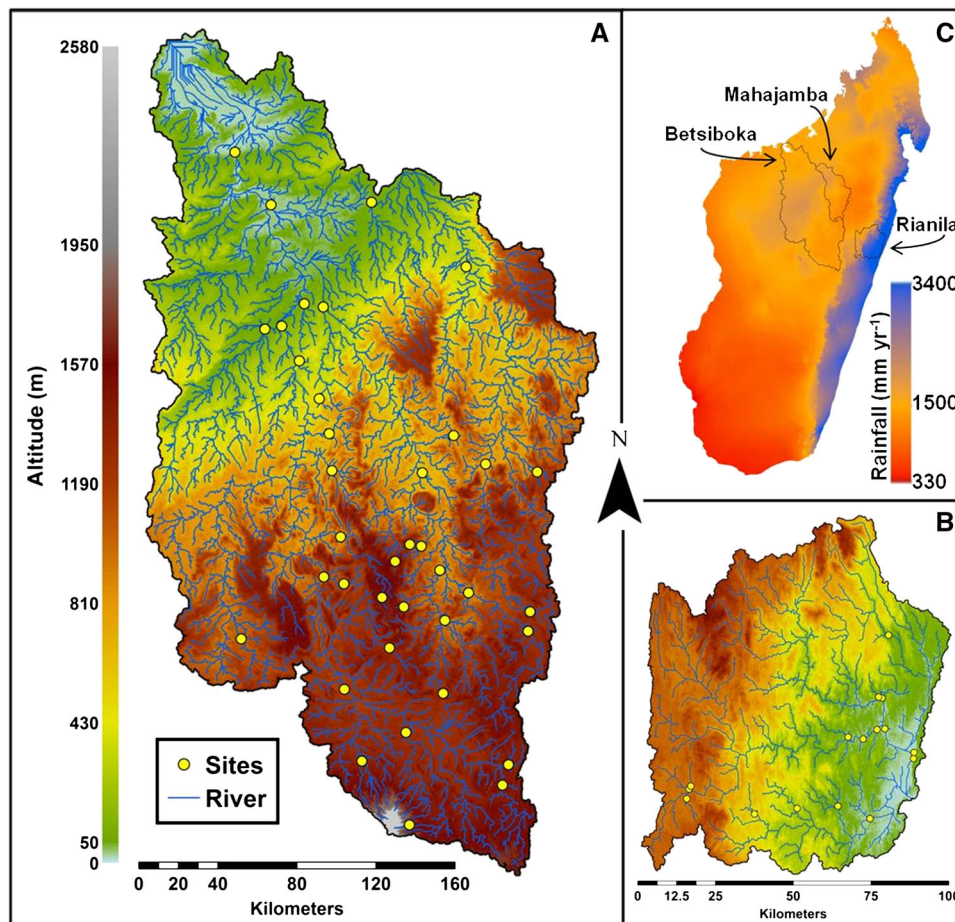 A
2580
1950
1570
1190
810
430
50
0
Altitude (m)
Sites
River
0 20 40 80 120 160
Kilometers
N
C
Mahajamba
Betsiboka
Rianila
3400
1500
330
Rainfall (mm yr-1)
B
0 12.5 25 50 75 100
Kilometers